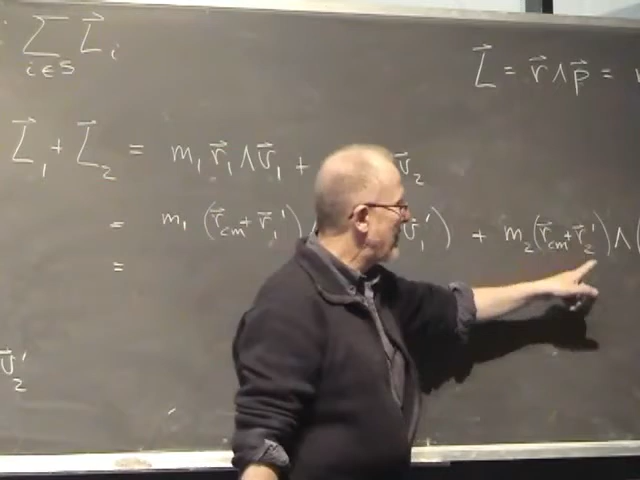 ∑ L⃗ᵢ
i∈S
L⃗ = r⃗ ∧ p⃗ =
L⃗₁ + L⃗₂ = m₁ r⃗₁ ∧ v⃗₁ + v⃗₂
= m₁ (r⃗cm + r⃗₁') v⃗₁') + m₂ (r⃗cm + r⃗₂') ∧ (
=
v⃗₂'